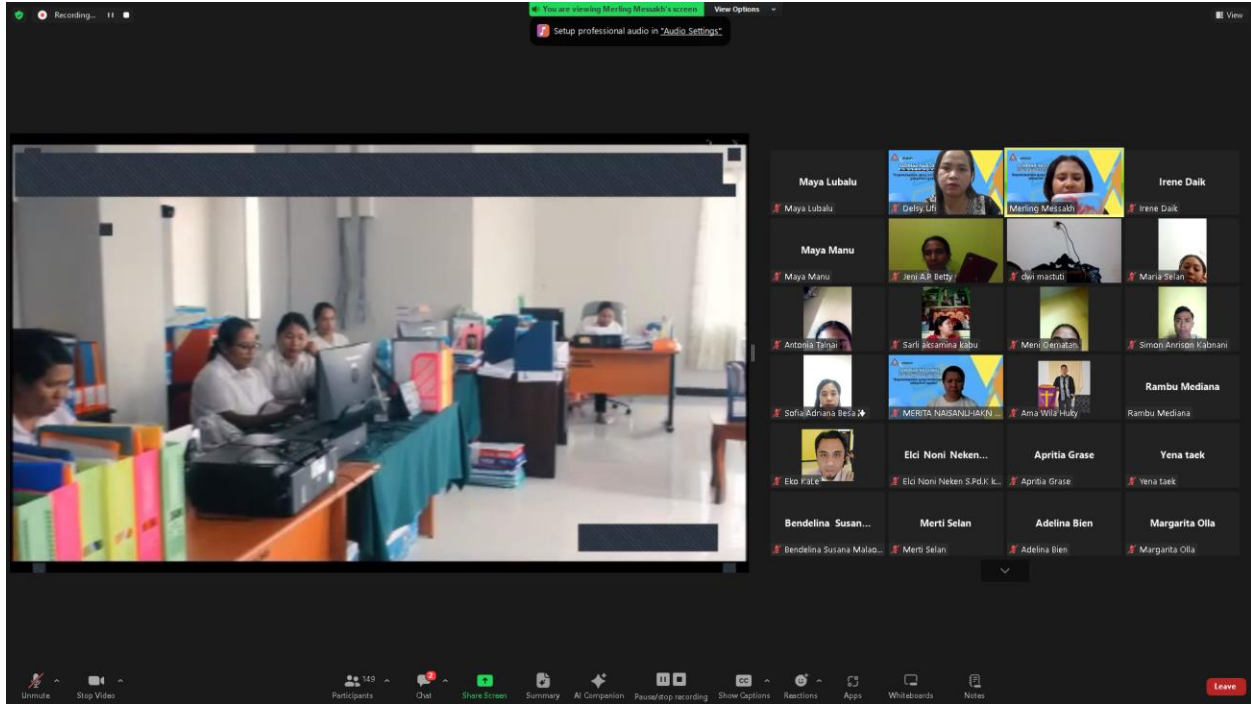 Recording...
You are viewing Merling Messakh's screen
View Options
View
Setup professional audio in "Audio Settings"
Maya Lubalu
Maya Lubalu
Delsy Ufi
Merling Messakh
Irene Daik
Irene Daik
Maya Manu
Maya Manu
Jeni A.P. Betty
dwi mastuti
Maria Selan
Antonia Tainai
Sarli aksamina kabu
Meni Oematan
Simon Anrison Kabnani
Sofia Adriana Besa
MERITA NAISANU-IAKN ...
Ama Wila Huky
Rambu Mediana
Rambu Mediana
Eko Kate
Elci Noni Neken...
Elci Noni Neken S.Pd.K k...
Apritia Grase
Apritia Grase
Yena taek
Yena taek
Bendelina Susan...
Bendelina Susana Malao...
Merti Selan
Merti Selan
Adelina Bien
Adelina Bien
Margarita Olla
Margarita Olla
Unmute
Stop Video
149
Participants
2
Chat
Share Screen
Summary
AI Companion
Pause/stop recording
CC
Show Captions
Reactions
Apps
Whiteboards
Notes
Leave